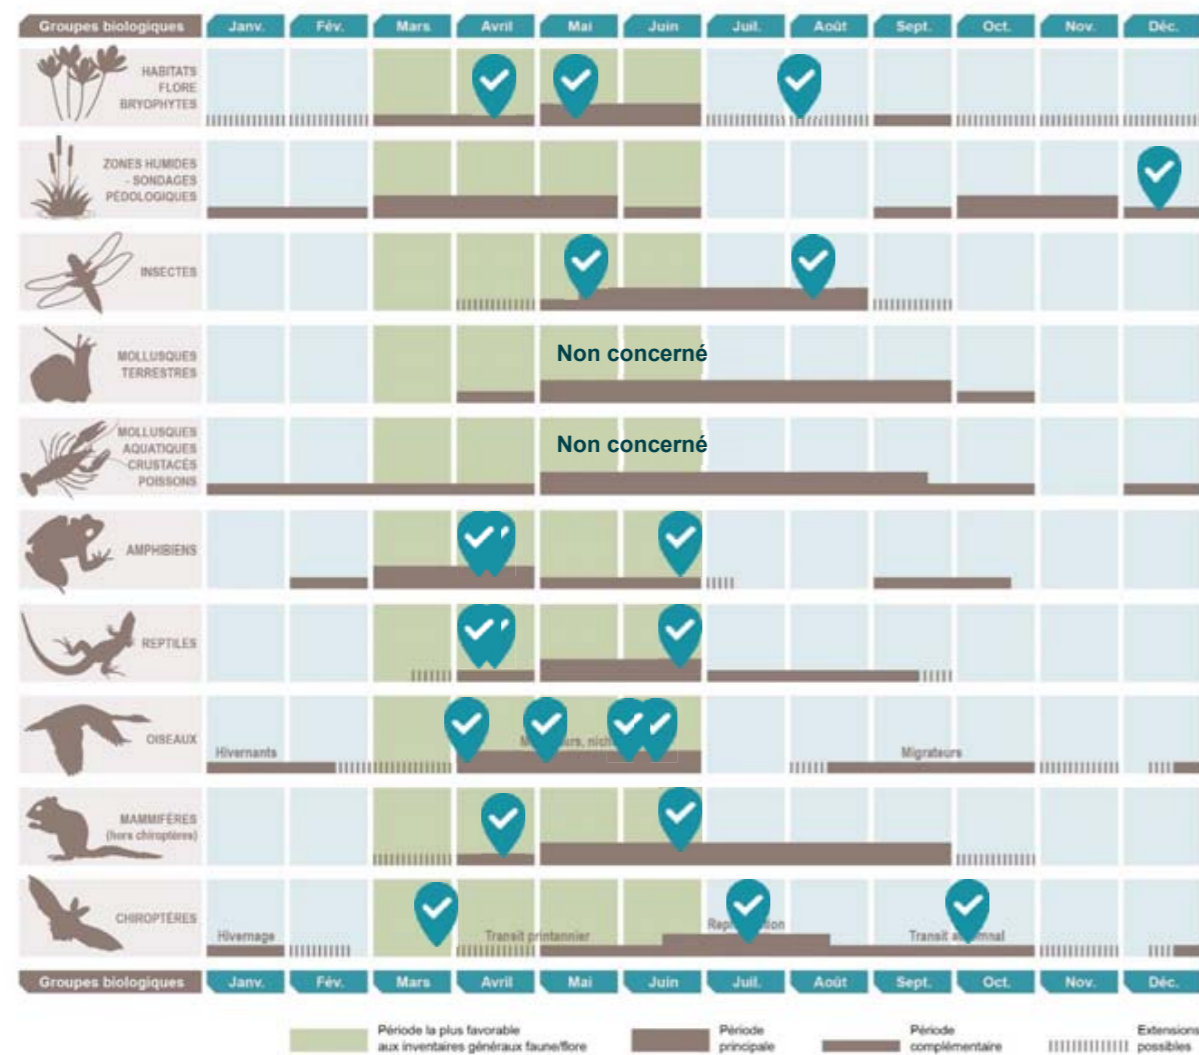 Groupes biologiques Janv. Fév. Mars Avril Mai Juin Juil. Août Sept. Oct. Nov. Déc.
HABITATS
FLORE
BRYOPHYTES
ZONES HUMIDES
- SONDAGES
PÉDOLOGIQUES
INSECTES
MOLLUSQUES
TERRESTRES
Non concerné
MOLLUSQUES
AQUATIQUES
CRUSTACÉS
POISSONS
Non concerné
AMPHIBIENS
REPTILES
OISEAUX
Hivernants
Migrateurs
MAMMIFÉRES
(hors chiroptères)
CHIROPTÈRES
Hivernage
Transit printannier
Transit
Groupes biologiques Janv. Fév. Mars Avril Mai Juin Juil. Août Sept. Oct. Nov. Déc.
Période la plus favorable
aux inventaires généraux faune/flore
Période
principale
Période
complémentaire
Extensions
possibles